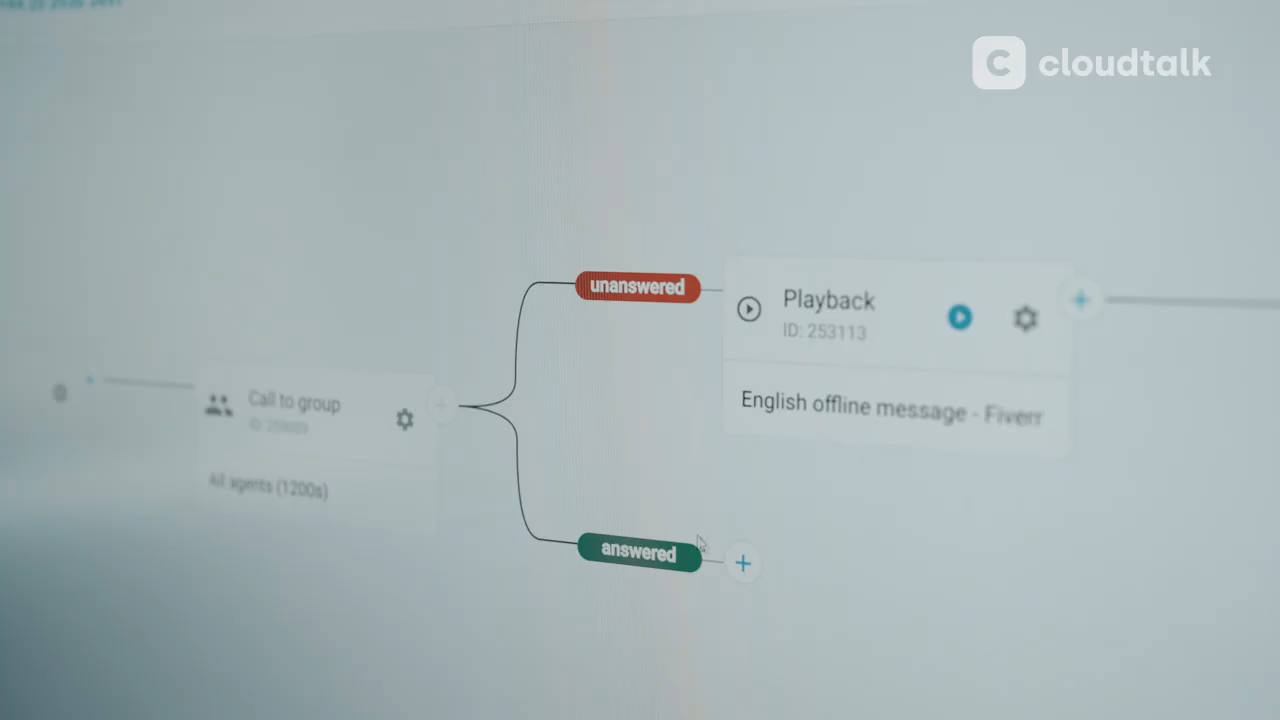 cloudtalk
unanswered
Playback
ID: 253113
English offline message - Fiverr
Call to group
All agents (1200s)
answered